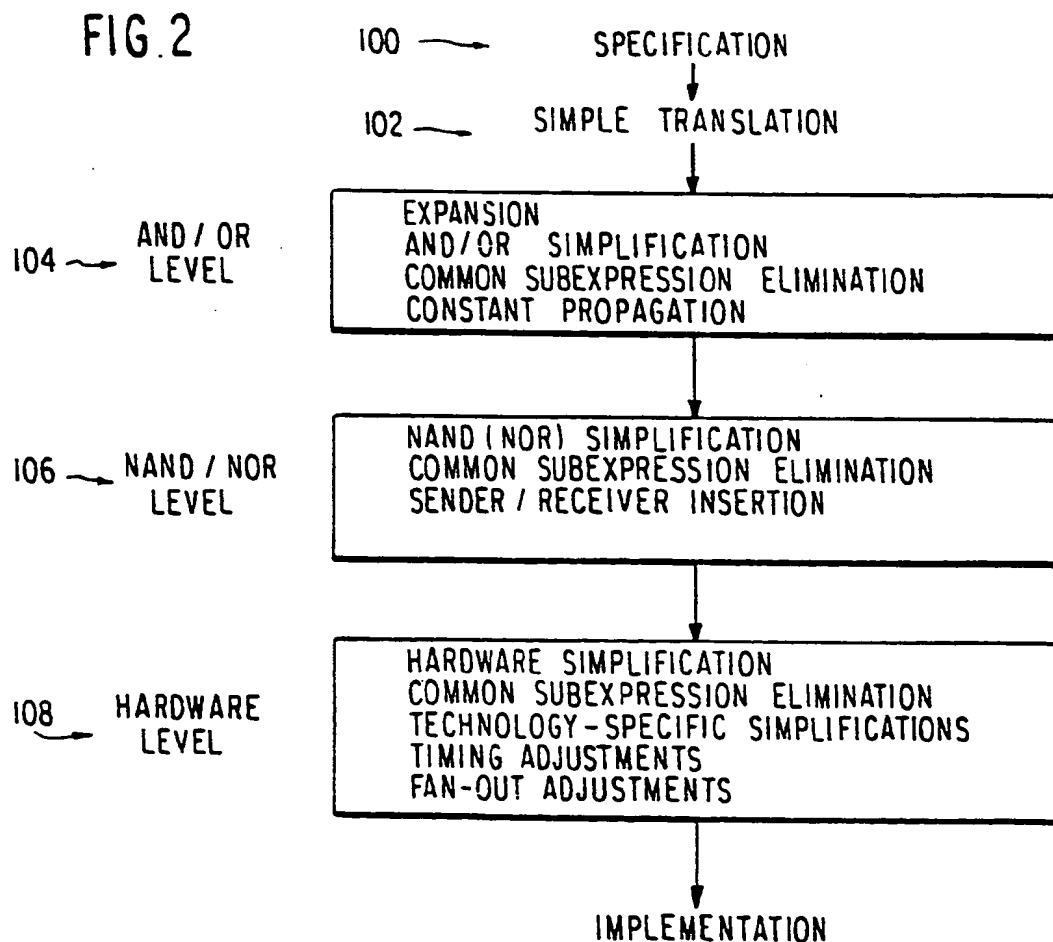 FIG. 2
100 SPECIFICATION
102 SIMPLE TRANSLATION
104 AND / OR LEVEL
EXPANSION
AND/OR SIMPLIFICATION
COMMON SUBEXPRESSION ELIMINATION
CONSTANT PROPAGATION
106 NAND / NOR LEVEL
NAND (NOR) SIMPLIFICATION
COMMON SUBEXPRESSION ELIMINATION
SENDER / RECEIVER INSERTION
108 HARDWARE LEVEL
HARDWARE SIMPLIFICATION
COMMON SUBEXPRESSION ELIMINATION
TECHNOLOGY-SPECIFIC SIMPLIFICATIONS
TIMING ADJUSTMENTS
FAN-OUT ADJUSTMENTS
IMPLEMENTATION